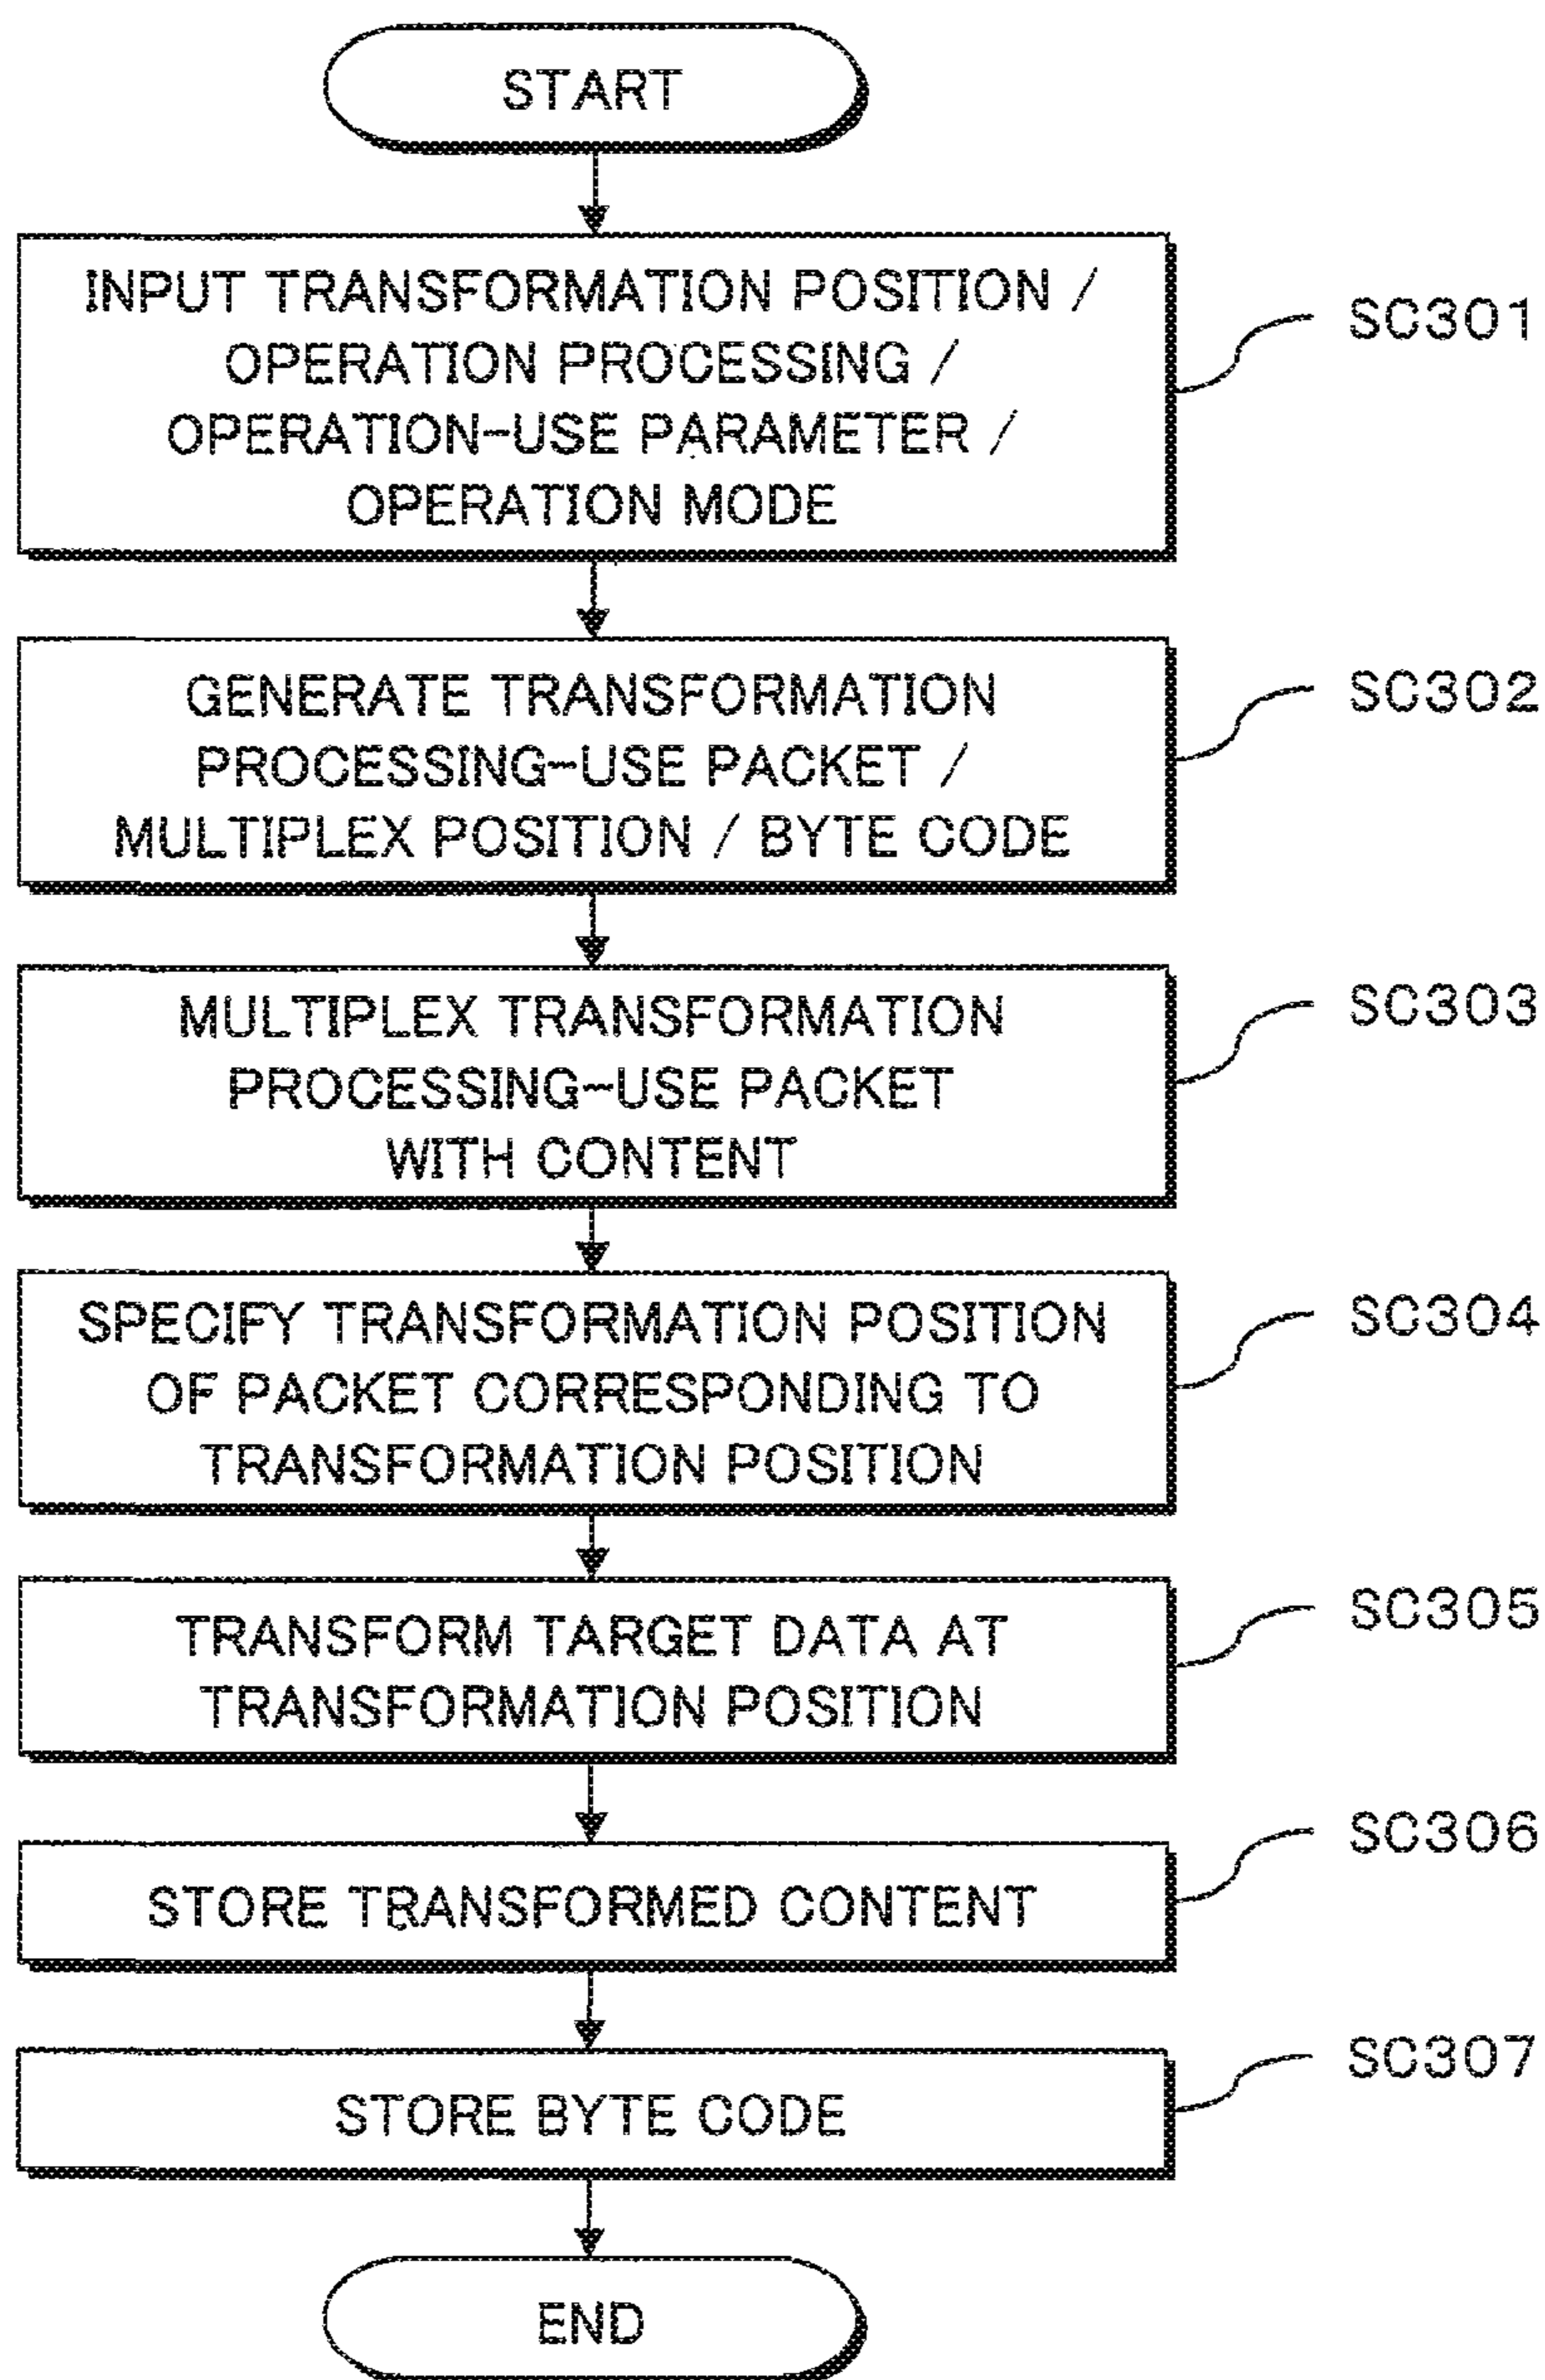 START
INPUT TRANSFORMATION POSITION /
OPERATION PROCESSING /
OPERATION-USE PARAMETER /
OPERATION MODE
SC301
GENERATE TRANSFORMATION
PROCESSING-USE PACKET /
MULTIPLEX POSITION / BYTE CODE
SC302
MULTIPLEX TRANSFORMATION
PROCESSING-USE PACKET
WITH CONTENT
SC303
SPECIFY TRANSFORMATION POSITION
OF PACKET CORRESPONDING TO
TRANSFORMATION POSITION
SC304
TRANSFORM TARGET DATA AT
TRANSFORMATION POSITION
SC305
STORE TRANSFORMED CONTENT
SC306
STORE BYTE CODE
SC307
END